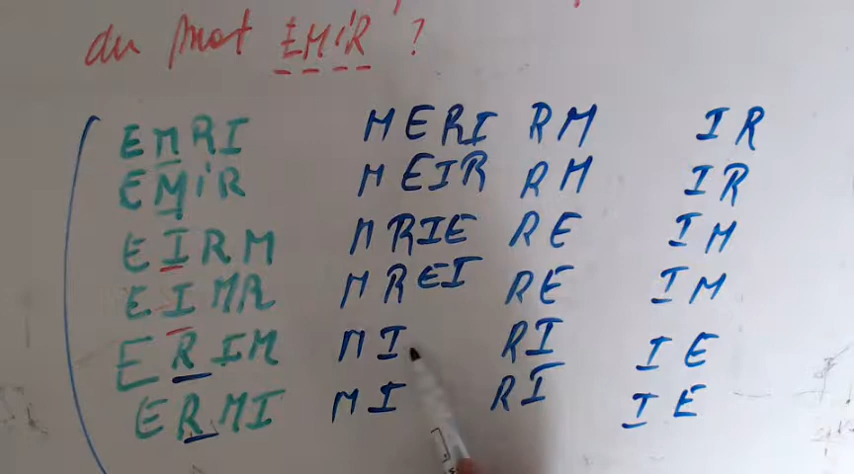 du mot EMiR ?
EMRI MERI RM IR
EMiR MEIR RM IR
EIRM MRIE RE IM
EIMR MREI RE IM
ERIM MI RI IE
ERMI MI RI IE